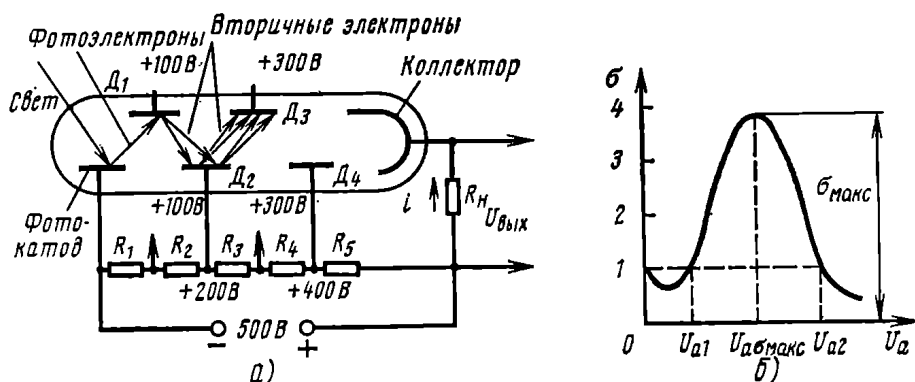 Фотоэлектроны
Вторичные электроны
+100В
+300В
Коллектор
Д1
Свет
Д3
Д2
Д4
+100В
+300В
Фото-
катод
i
Rн
Uвых
R1 R2 R3 R4 R5
+200В
+400В
- 500В +
а)
σ
4
3
2
1
0
σмакс
Uа1
Uаσмакс
Uа2
Uа
б)